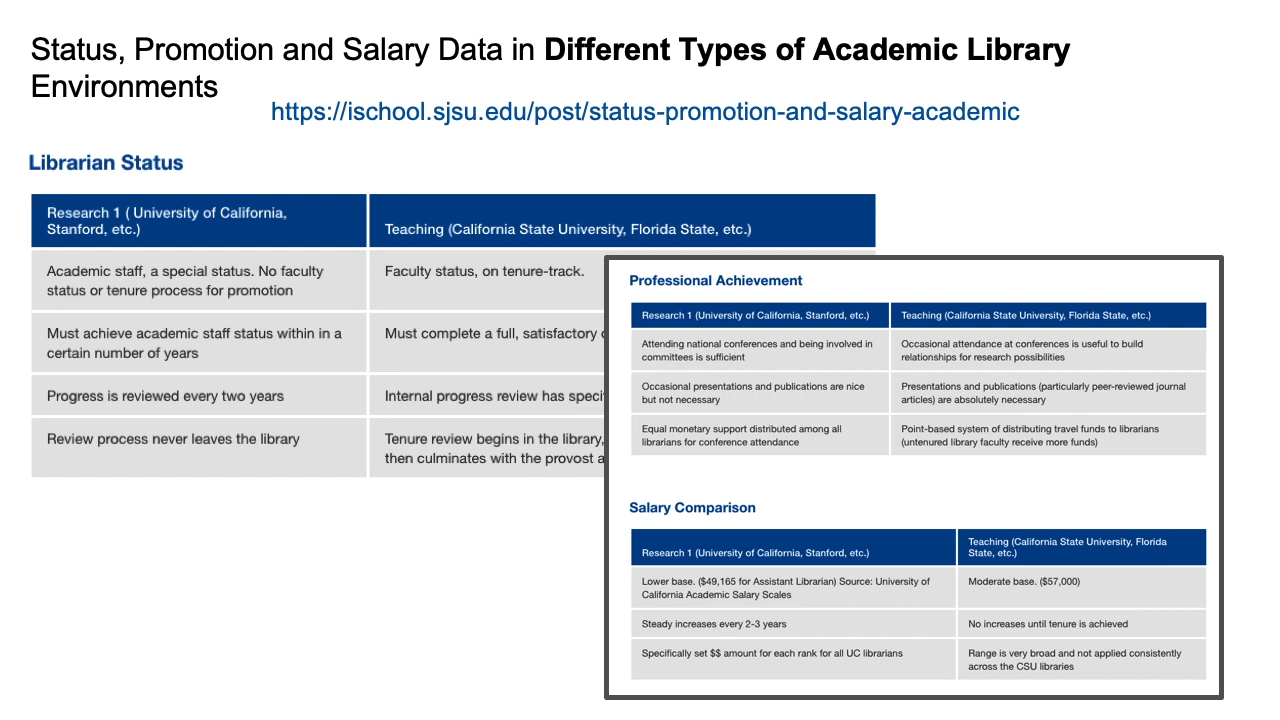 Status, Promotion and Salary Data in Different Types of Academic Library
Environments
https://ischool.sjsu.edu/post/status-promotion-and-salary-academic
Librarian Status
Research 1 ( University of California,
Stanford, etc.)
Teaching (California State University, Florida State, etc.)
Academic staff, a special status. No faculty
status or tenure process for promotion
Faculty status, on tenure-track.
Must achieve academic staff status within in a
certain number of years
Must complete a full, satisfactory
Progress is reviewed every two years
Internal progress review has
Review process never leaves the library
Tenure review begins in the library,
then culminates with the provost
Professional Achievement
Research 1 (University of California, Stanford, etc.)
Teaching (California State University, Florida State, etc.)
Attending national conferences and being involved in
committees is sufficient
Occasional attendance at conferences is useful to build
relationships for research possibilities
Occasional presentations and publications are nice
but not necessary
Presentations and publications (particularly peer-reviewed journal
articles) are absolutely necessary
Equal monetary support distributed among all
librarians for conference attendance
Point-based system of distributing travel funds to librarians
(untenured library faculty receive more funds)
Salary Comparison
Research 1 (University of California, Stanford, etc.)
Teaching (California State University, Florida
State, etc.)
Lower base. ($49,165 for Assistant Librarian) Source: University of
California Academic Salary Scales
Moderate base. ($57,000)
Steady increases every 2-3 years
No increases until tenure is achieved
Specifically set $$ amount for each rank for all UC librarians
Range is very broad and not applied consistently
across the CSU libraries